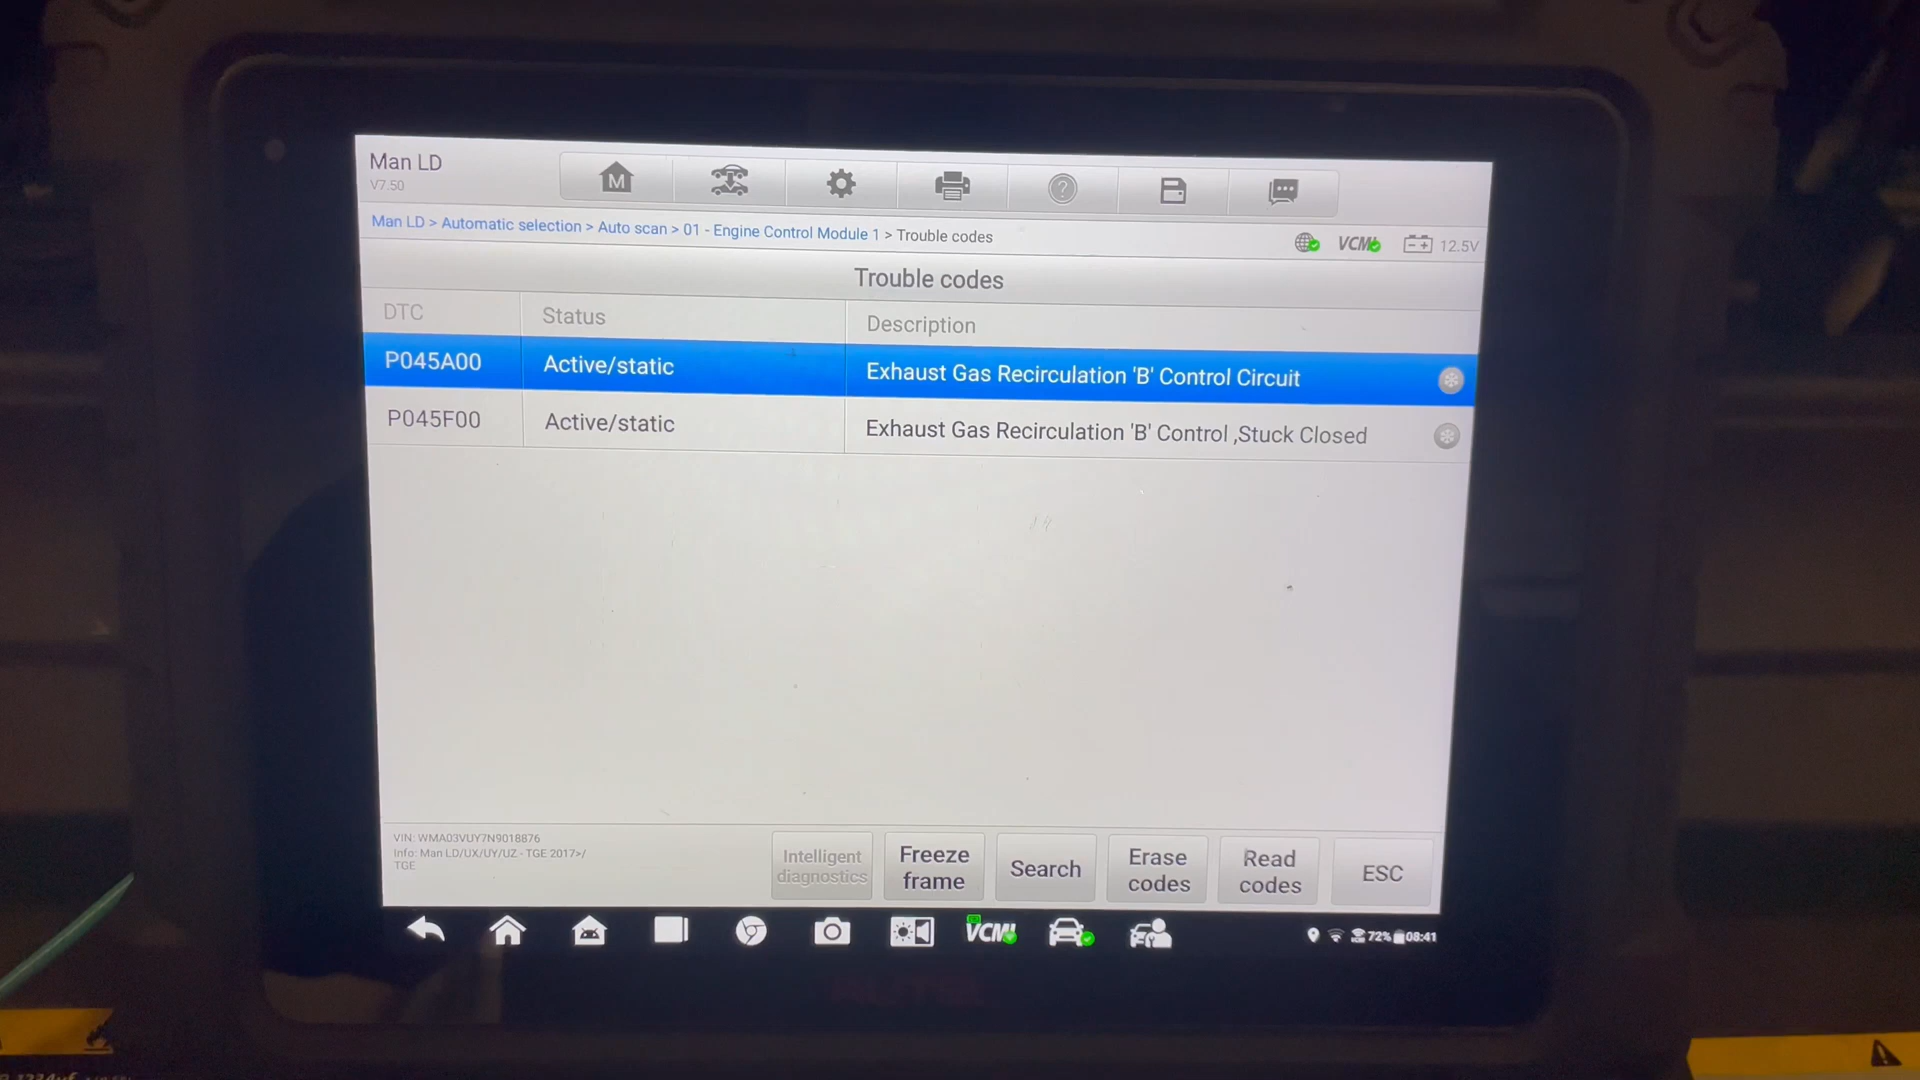 Man LD
V7.50
M
?
Man LD > Automatic selection > Auto scan > 01 - Engine Control Module 1 > Trouble codes
VCMI
12.5V
Trouble codes
DTC Status Description
P045A00 Active/static Exhaust Gas Recirculation 'B' Control Circuit
P045F00 Active/static Exhaust Gas Recirculation 'B' Control ,Stuck Closed
VIN: WMA03VUY7N9018876
Info: Man LD/UX/UY/UZ - TGE 2017>/
TGE
Intelligent
diagnostics
Freeze
frame
Search
Erase
codes
Read
codes
ESC
VCMI
72%
08:41